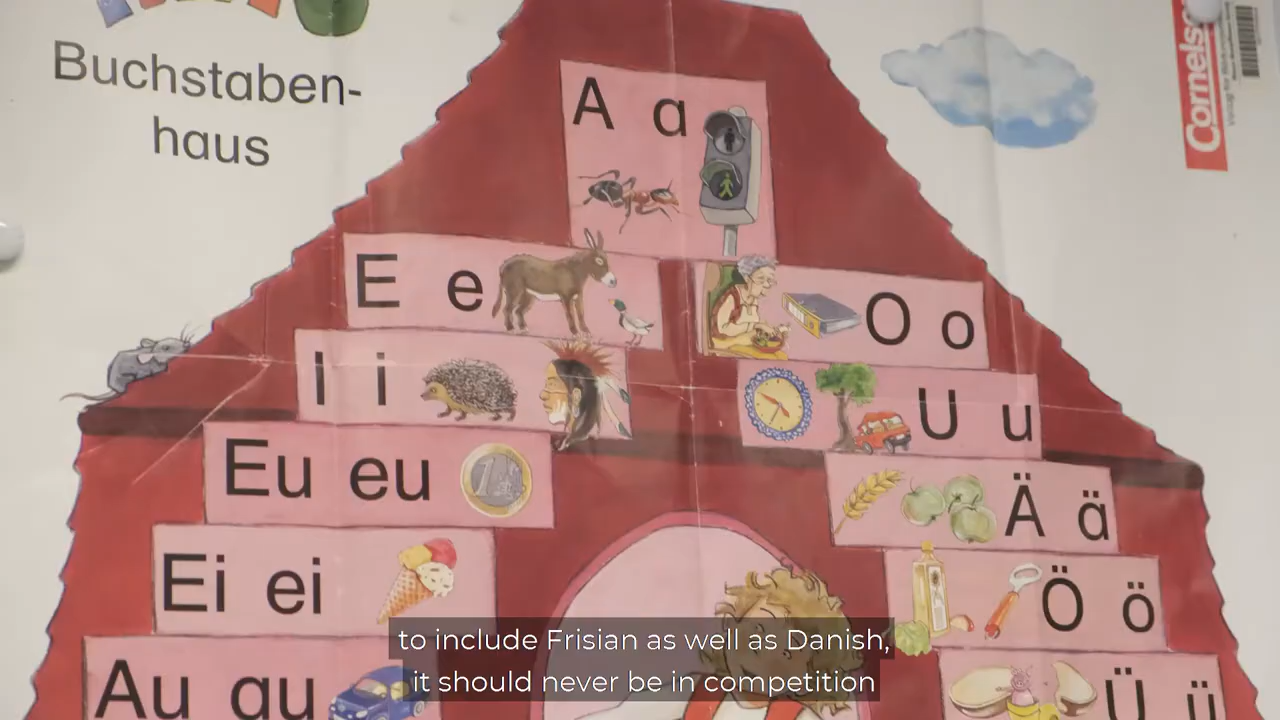 Buchstaben-
haus
Cornelsen
A a
E e
O o
I i
U u
Eu eu
1
Ä ä
Ei ei
Ö ö
Au au
Ü ü
to include Frisian as well as Danish,
it should never be in competition